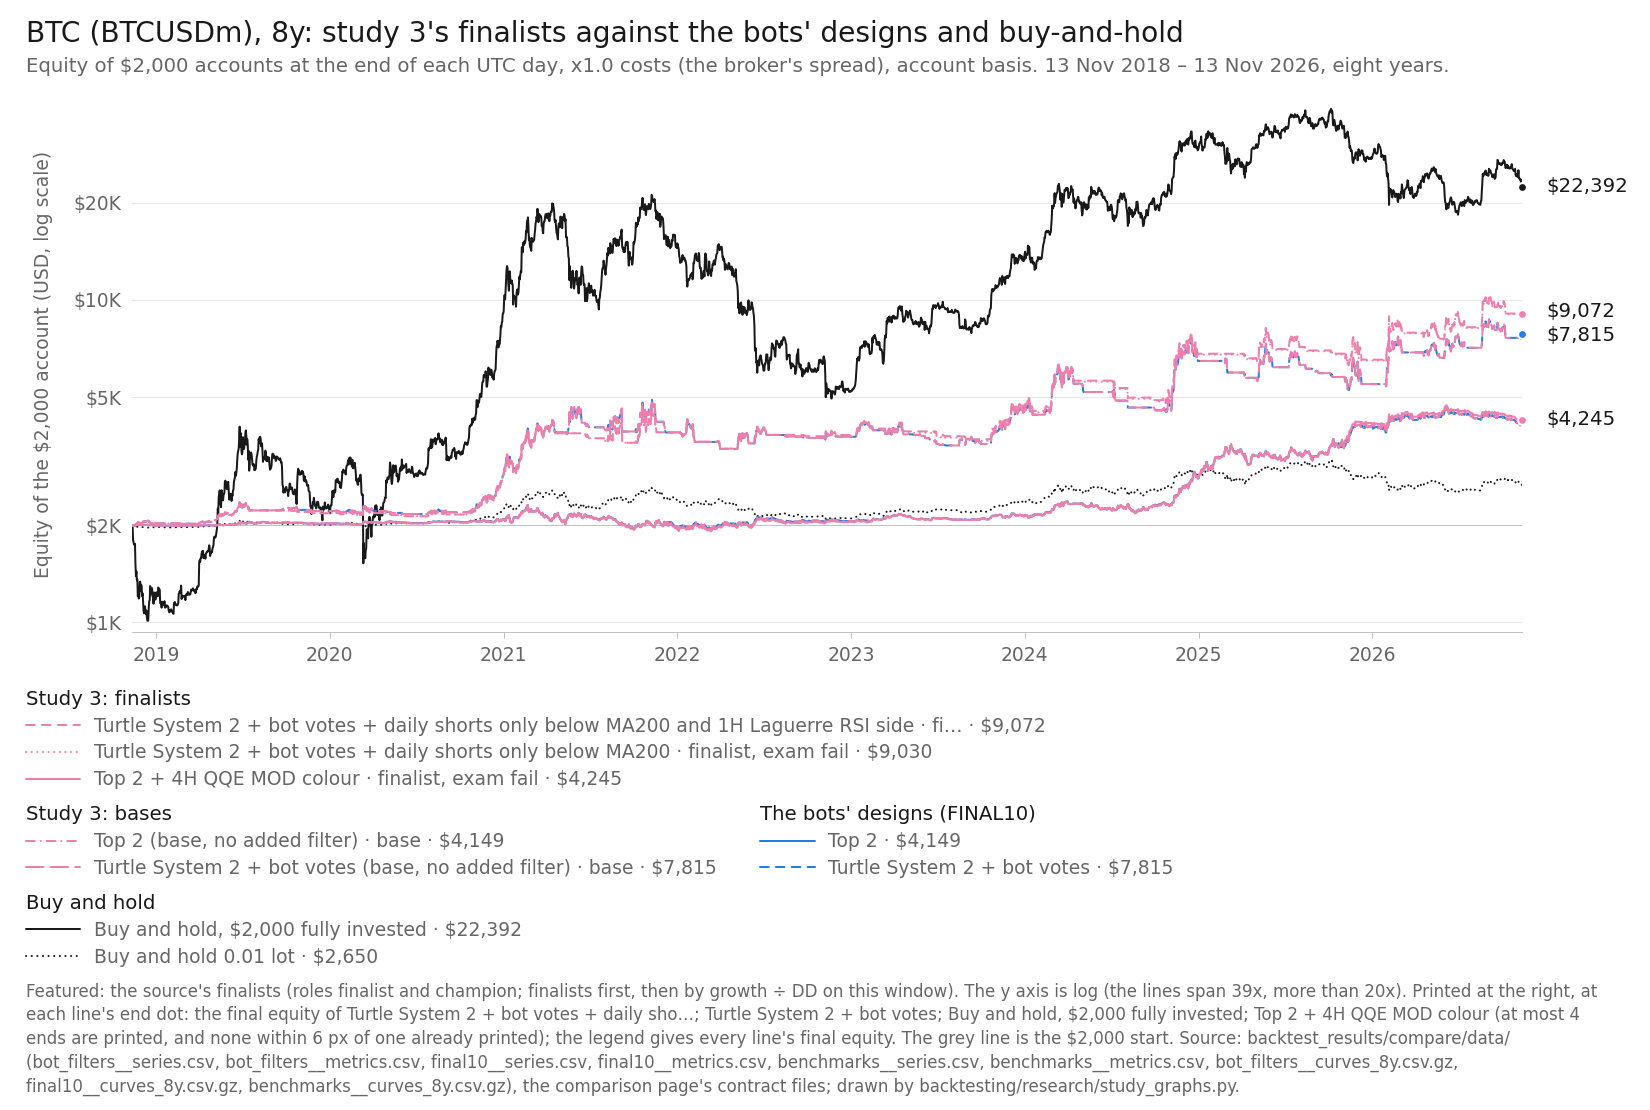 BTC (BTCUSDm), 8y: study 3's finalists against the bots' designs and buy-and-hold
Equity of $2,000 accounts at the end of each UTC day, x1.0 costs (the broker's spread), account basis. 13 Nov 2018 – 13 Nov 2026, eight years.
Equity of the $2,000 account (USD, log scale)
$20K
$10K
$5K
$2K
$1K
$22,392
$9,072
$7,815
$4,245
2019 2020 2021 2022 2023 2024 2025 2026
Study 3: finalists
Turtle System 2 + bot votes + daily shorts only below MA200 and 1H Laguerre RSI side · fi… · $9,072
Turtle System 2 + bot votes + daily shorts only below MA200 · finalist, exam fail · $9,030
Top 2 + 4H QQE MOD colour · finalist, exam fail · $4,245
Study 3: bases
Top 2 (base, no added filter) · base · $4,149
Turtle System 2 + bot votes (base, no added filter) · base · $7,815
The bots' designs (FINAL10)
Top 2 · $4,149
Turtle System 2 + bot votes · $7,815
Buy and hold
Buy and hold, $2,000 fully invested · $22,392
Buy and hold 0.01 lot · $2,650
Featured: the source's finalists (roles finalist and champion; finalists first, then by growth ÷ DD on this window). The y axis is log (the lines span 39x, more than 20x). Printed at the right, at
each line's end dot: the final equity of Turtle System 2 + bot votes + daily sho…; Turtle System 2 + bot votes; Buy and hold, $2,000 fully invested; Top 2 + 4H QQE MOD colour (at most 4
ends are printed, and none within 6 px of one already printed); the legend gives every line's final equity. The grey line is the $2,000 start. Source: backtest_results/compare/data/
(bot_filters__series.csv, bot_filters__metrics.csv, final10__series.csv, final10__metrics.csv, benchmarks__series.csv, benchmarks__metrics.csv, bot_filters__curves_8y.csv.gz,
final10__curves_8y.csv.gz, benchmarks__curves_8y.csv.gz), the comparison page's contract files; drawn by backtesting/research/study_graphs.py.